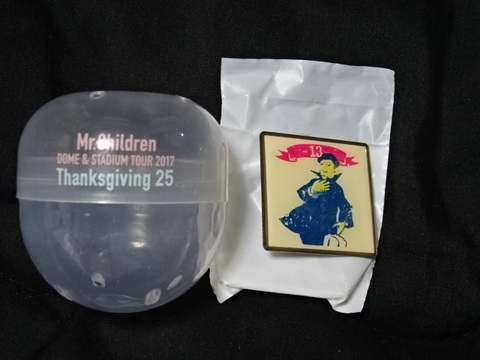 Mr.Children
DOME & STADIUM TOUR 2017
Thanksgiving 25
-13-